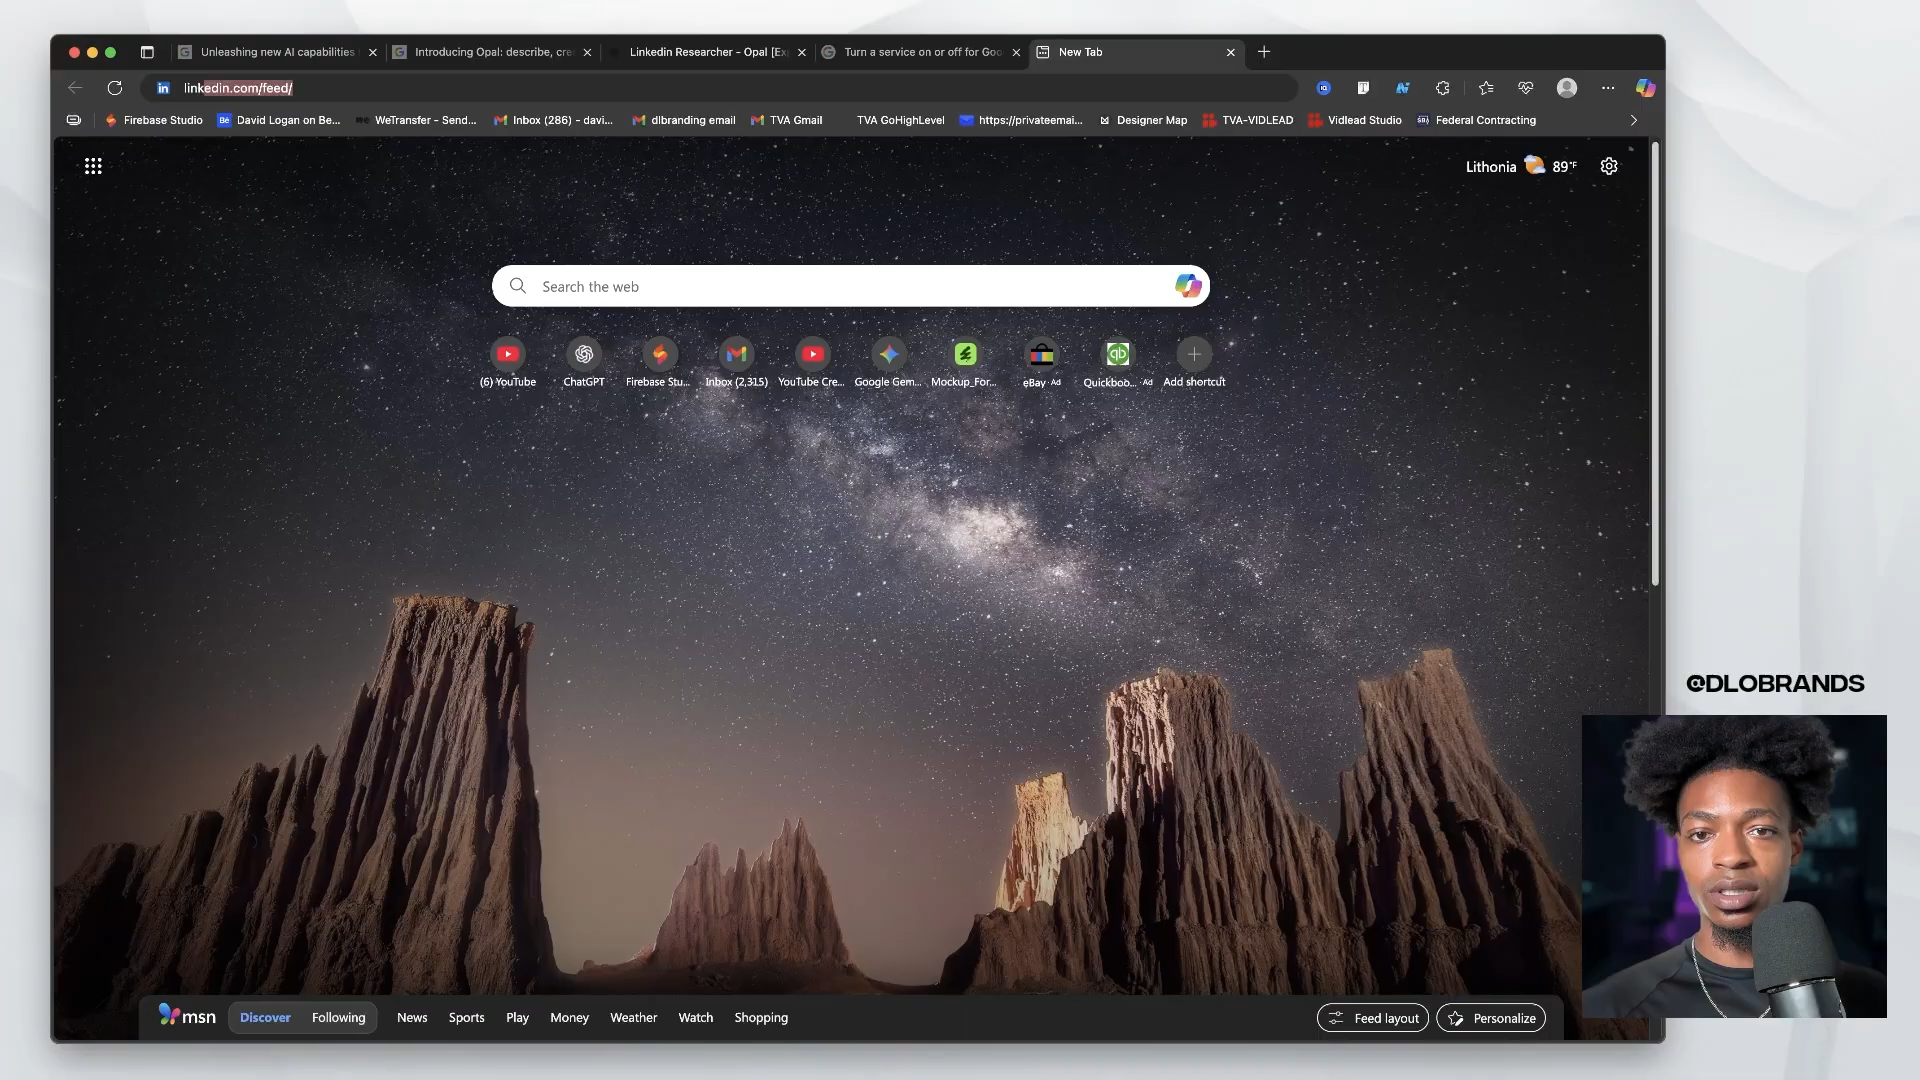 Unleashing new AI capabilities
Introducing Opal: describe, cre
Linkedin Researcher - Opal [Ex
Turn a service on or off for Goo
New Tab
linkedin.com/feed/
Firebase Studio
David Logan on Be...
WeTransfer - Send...
Inbox (286) - davi...
dlbranding email
TVA Gmail
TVA GoHighLevel
https://privateemai...
Designer Map
TVA-VIDLEAD
Vidlead Studio
Federal Contracting
Lithonia 89°F
Search the web
(6) YouTube
ChatGPT
Firebase Stu...
Inbox (2,315)
YouTube Cre...
Google Gem...
Mockup_For...
eBay · Ad
Quickboo... · Ad
Add shortcut
@DLOBRANDS
msn
Discover
Following
News
Sports
Play
Money
Weather
Watch
Shopping
Feed layout
Personalize